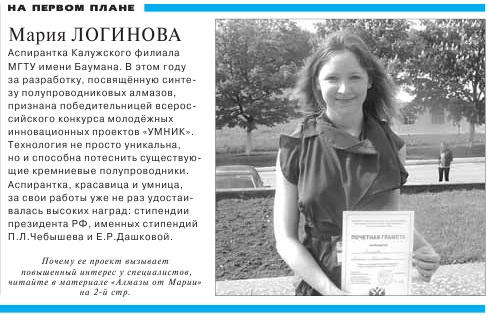 НА ПЕРВОМ ПЛАНЕ
Мария ЛОГИНОВА
Аспирантка Калужского филиала
МГТУ имени Баумана. В этом году
за разработку, посвящённую синте-
зу полупроводниковых алмазов,
признана победительницей всерос-
сийского конкурса молодёжных
инновационных проектов «УМНИК».
Технология не просто уникальна,
но и способна потеснить существую-
щие кремниевые полупроводники.
Аспирантка, красавица и умница,
за свои работы уже не раз удостаи-
валась высоких наград: стипендии
президента РФ, именных стипендий
П.Л.Чебышева и Е.Р.Дашковой.
Почему ее проект вызывает
повышенный интерес у специалистов,
читайте в материале «Алмазы от Марии»
на 2-й стр.
ПОЧЕТНАЯ ГРАМОТА